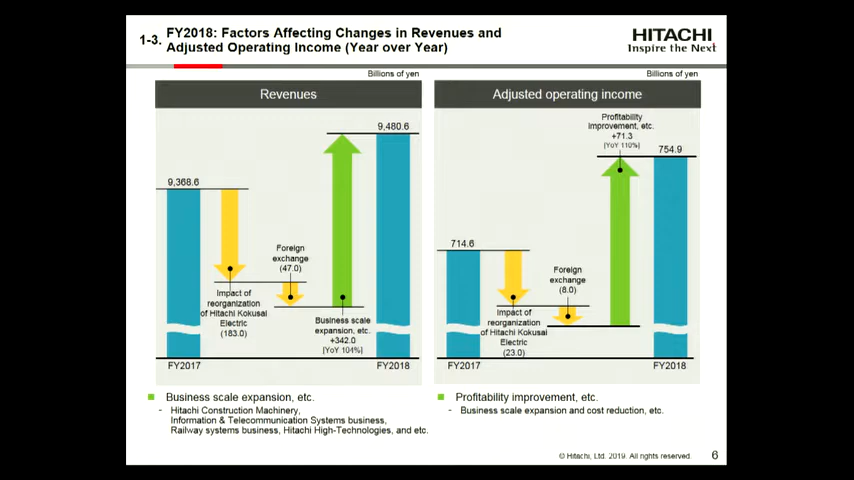 1-3.
FY2018: Factors Affecting Changes in Revenues and
Adjusted Operating Income (Year over Year)
HITACHI
Inspire the Next
Billions of yen
Revenues
9,368.6
Impact of
reorganization
of Hitachi Kokusai
Electric
(183.0)
Foreign
exchange
(47.0)
Business scale
expansion, etc.
+342.0
[YoY 104%]
9,480.6
FY2017
FY2018
Billions of yen
Adjusted operating income
714.6
Impact of
reorganization
of Hitachi Kokusai
Electric
(23.0)
Foreign
exchange
(8.0)
Profitability
improvement, etc.
+71.3
[YoY 110%]
754.9
FY2017
FY2018
Business scale expansion, etc.
- Hitachi Construction Machinery,
Information & Telecommunication Systems business,
Railway systems business, Hitachi High-Technologies, and etc.
Profitability improvement, etc.
- Business scale expansion and cost reduction, etc.
© Hitachi, Ltd. 2019. All rights reserved.
6